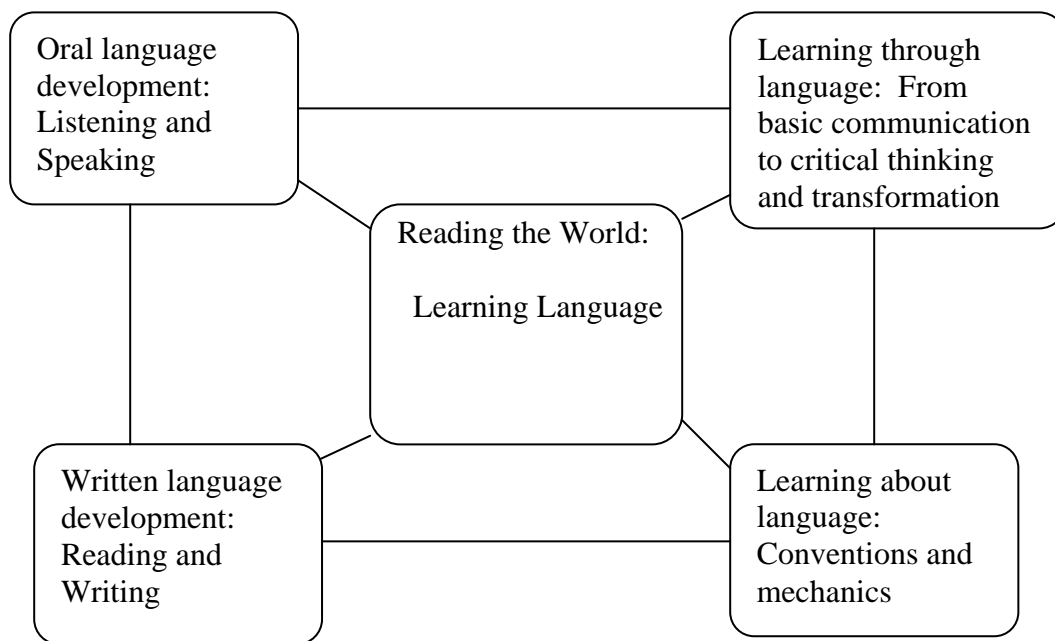 Oral language
development:
Listening and
Speaking
Learning through
language:  From
basic communication
to critical thinking
and transformation
Reading the World:
Learning Language
Written language
development:
Reading and
Writing
Learning about
language:
Conventions and
mechanics